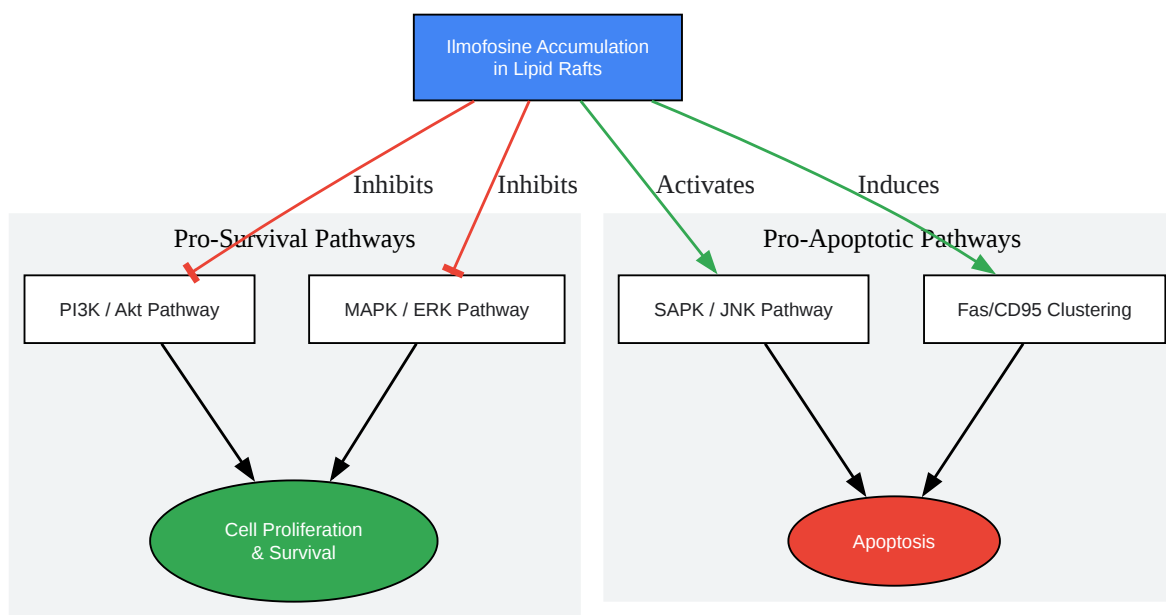 Ilmofosine Accumulation
in Lipid Rafts
Inhibits
Inhibits
Activates
Induces
Pro-Survival Pathways
Pro-Apoptotic Pathways
PI3K / Akt Pathway
MAPK / ERK Pathway
SAPK / JNK Pathway
Fas/CD95 Clustering
Cell Proliferation
& Survival
Apoptosis